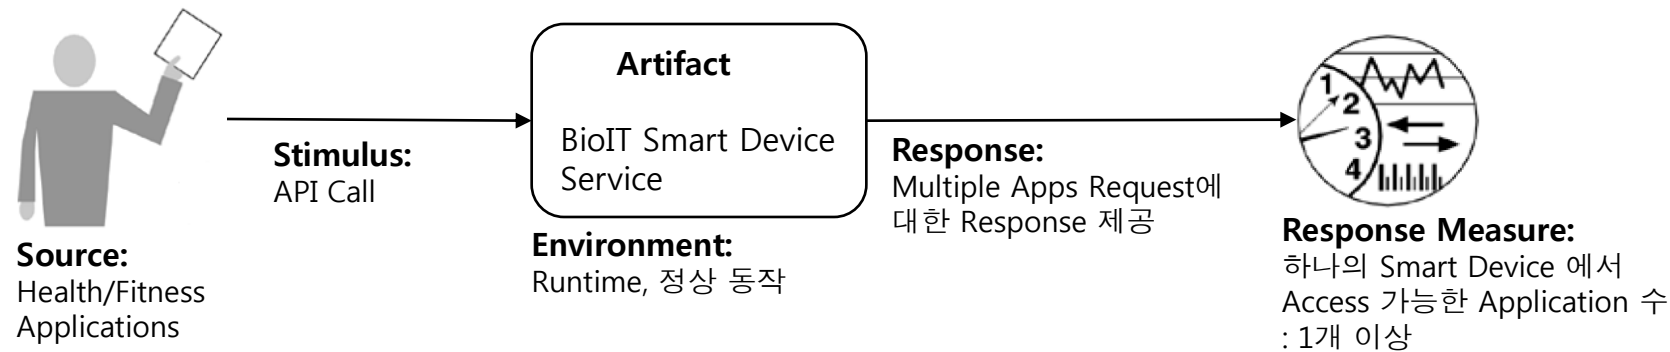 Source:
Health/Fitness
Applications
Stimulus:
API Call
Artifact
BioIT Smart Device
Service
Environment:
Runtime, 정상 동작
Response:
Multiple Apps Request에
대한 Response 제공
1
2
3
4
Response Measure:
하나의 Smart Device 에서
Access 가능한 Application 수
: 1개 이상